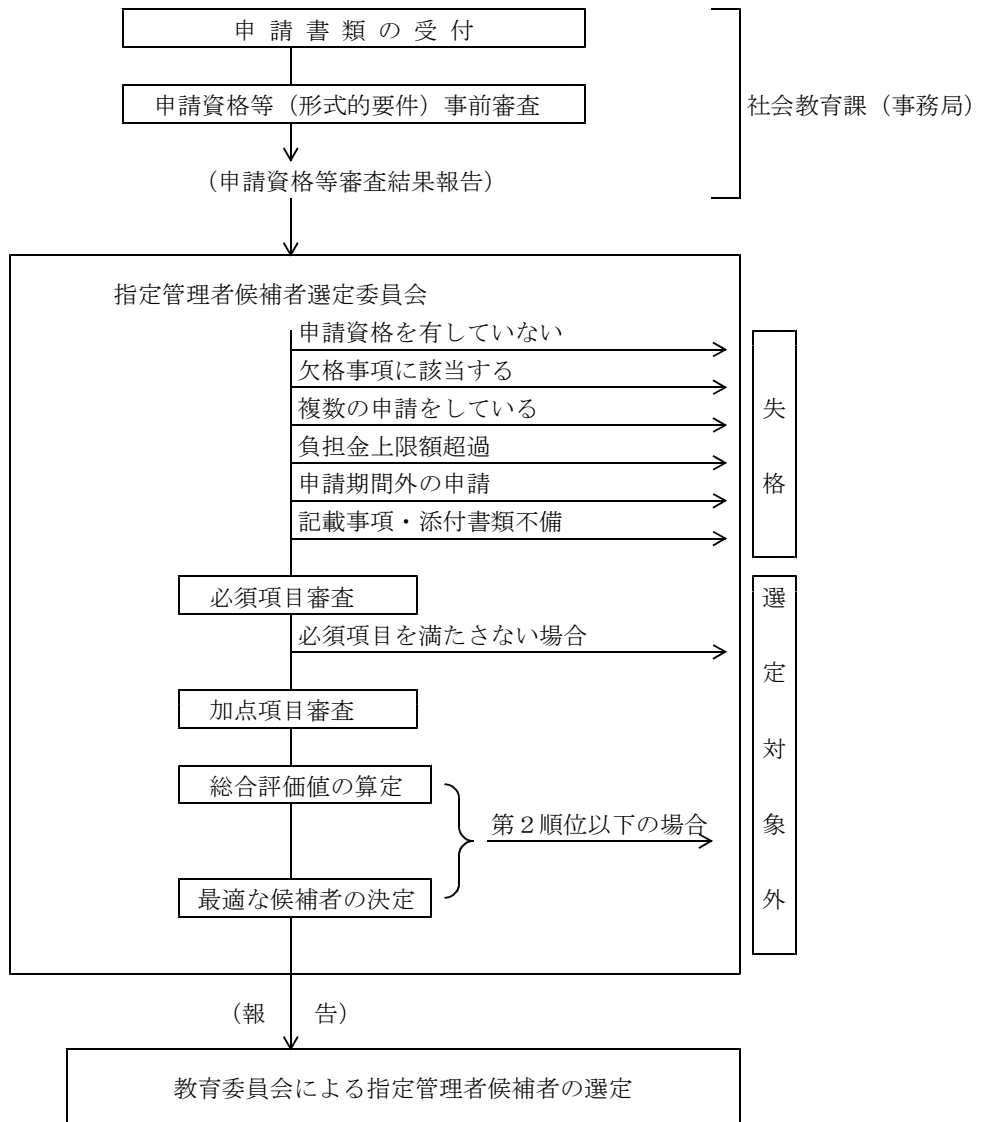 申 請 書 類 の 受 付
申請資格等（形式的要件）事前審査
社会教育課（事務局）
（申請資格等審査結果報告）
指定管理者候補者選定委員会
申請資格を有していない
欠格事項に該当する
複数の申請をしている
負担金上限額超過
申請期間外の申請
記載事項・添付書類不備
失格
必須項目審査
必須項目を満たさない場合
加点項目審査
総合評価値の算定
第２順位以下の場合
最適な候補者の決定
選定対象外
（報　　告）
教育委員会による指定管理者候補者の選定